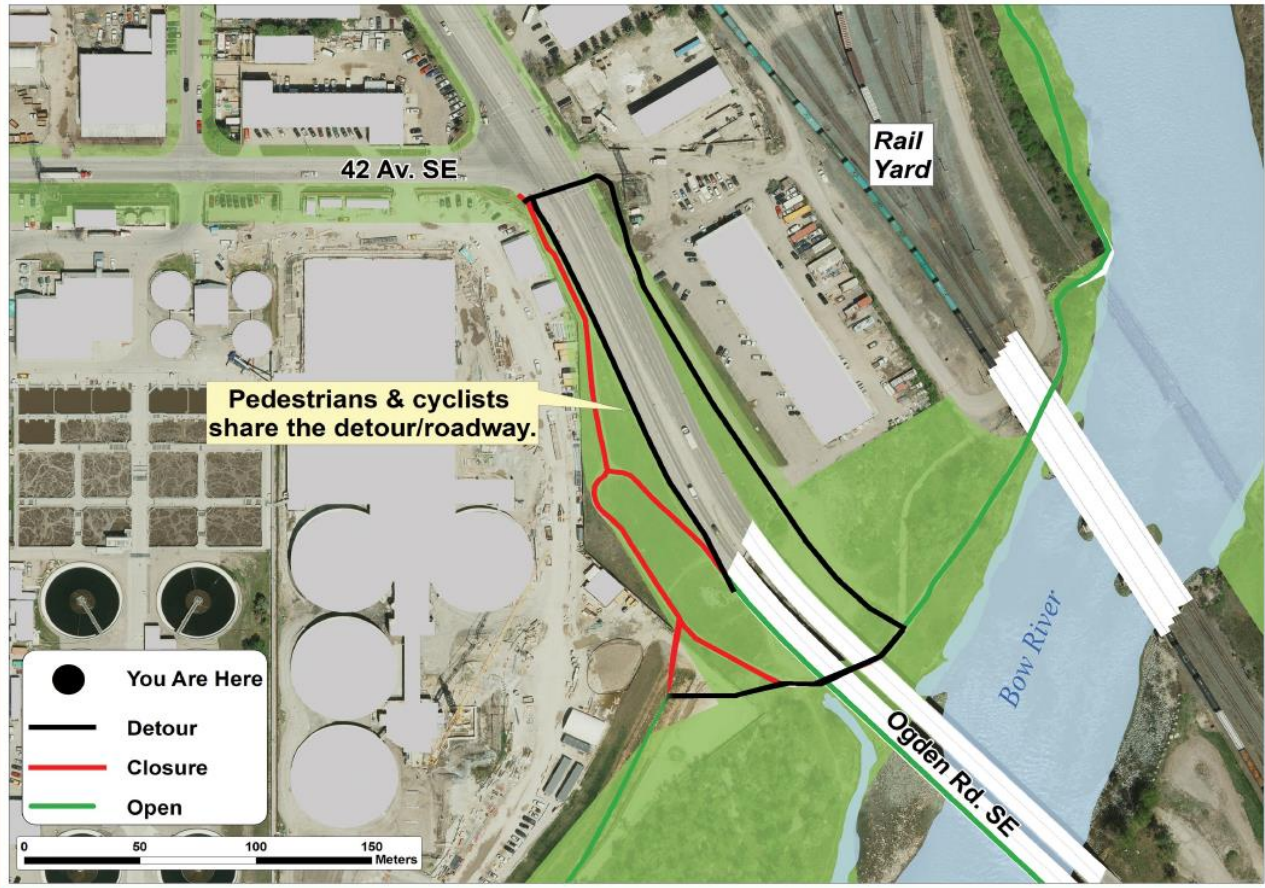 42 Av. SE
Rail
Yard
Pedestrians & cyclists
share the detour/roadway.
Bow River
Ogden Rd. SE
You Are Here
Detour
Closure
Open
0 50 100 150
Meters